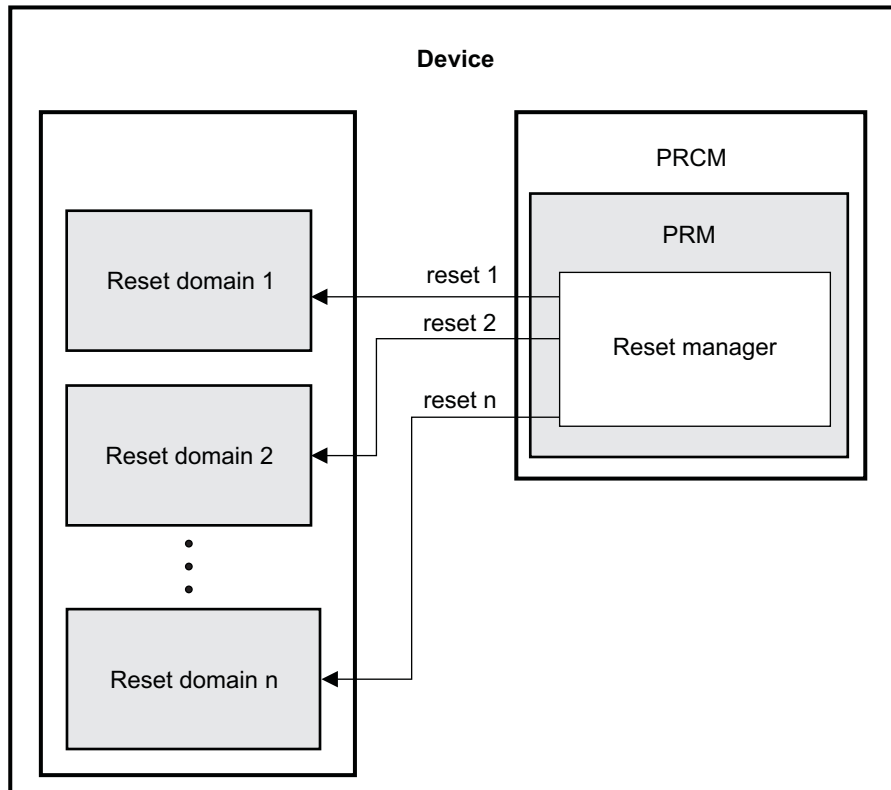 Device
PRCM
PRM
Reset domain 1
reset 1
reset 2
Reset manager
reset n
Reset domain 2
Reset domain n